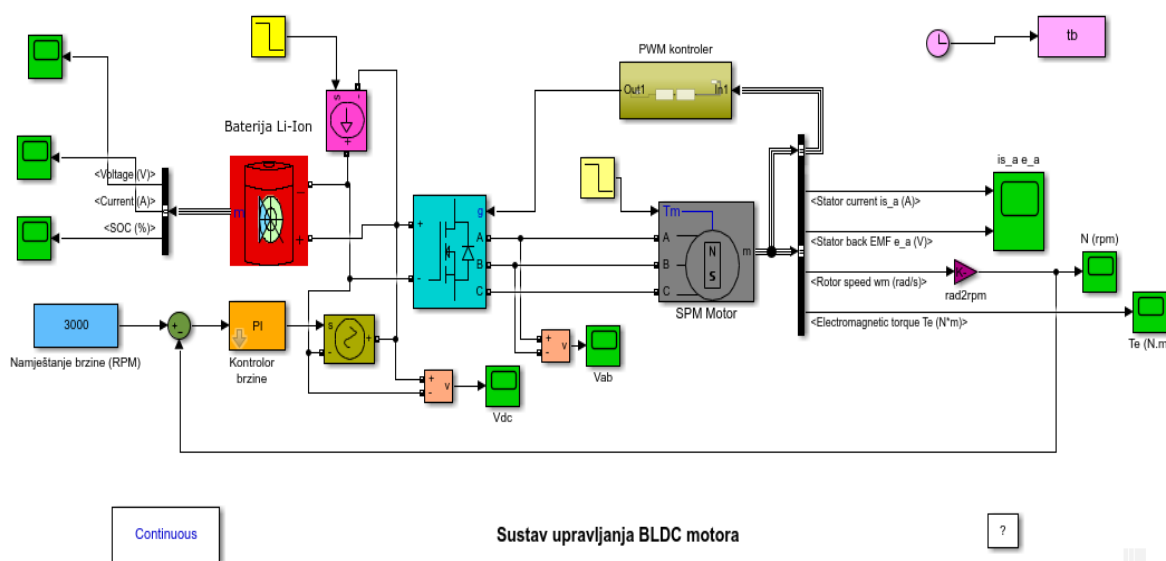 tb
PWM kontroler
Out1
In1
s
-
+
Baterija Li-Ion
<Voltage (V)>
<Current (A)>
<SOC (%)>
m
-
+
+
-
g
A
B
C
Tm
A
B
C
N
S
m
SPM Motor
is_a e_a
<Stator current is_a (A)>
<Stator back EMF e_a (V)>
N (rpm)
<Rotor speed wm (rad/s)>
K-
rad2rpm
<Electromagnetic torque Te (N*m)>
Te (N.m
3000
Namještanje brzine (RPM)
+
-
PI
Kontrolor
brzine
s
-
+
+
-
v
Vdc
+
-
v
Vab
Continuous
Sustav upravljanja BLDC motora
?